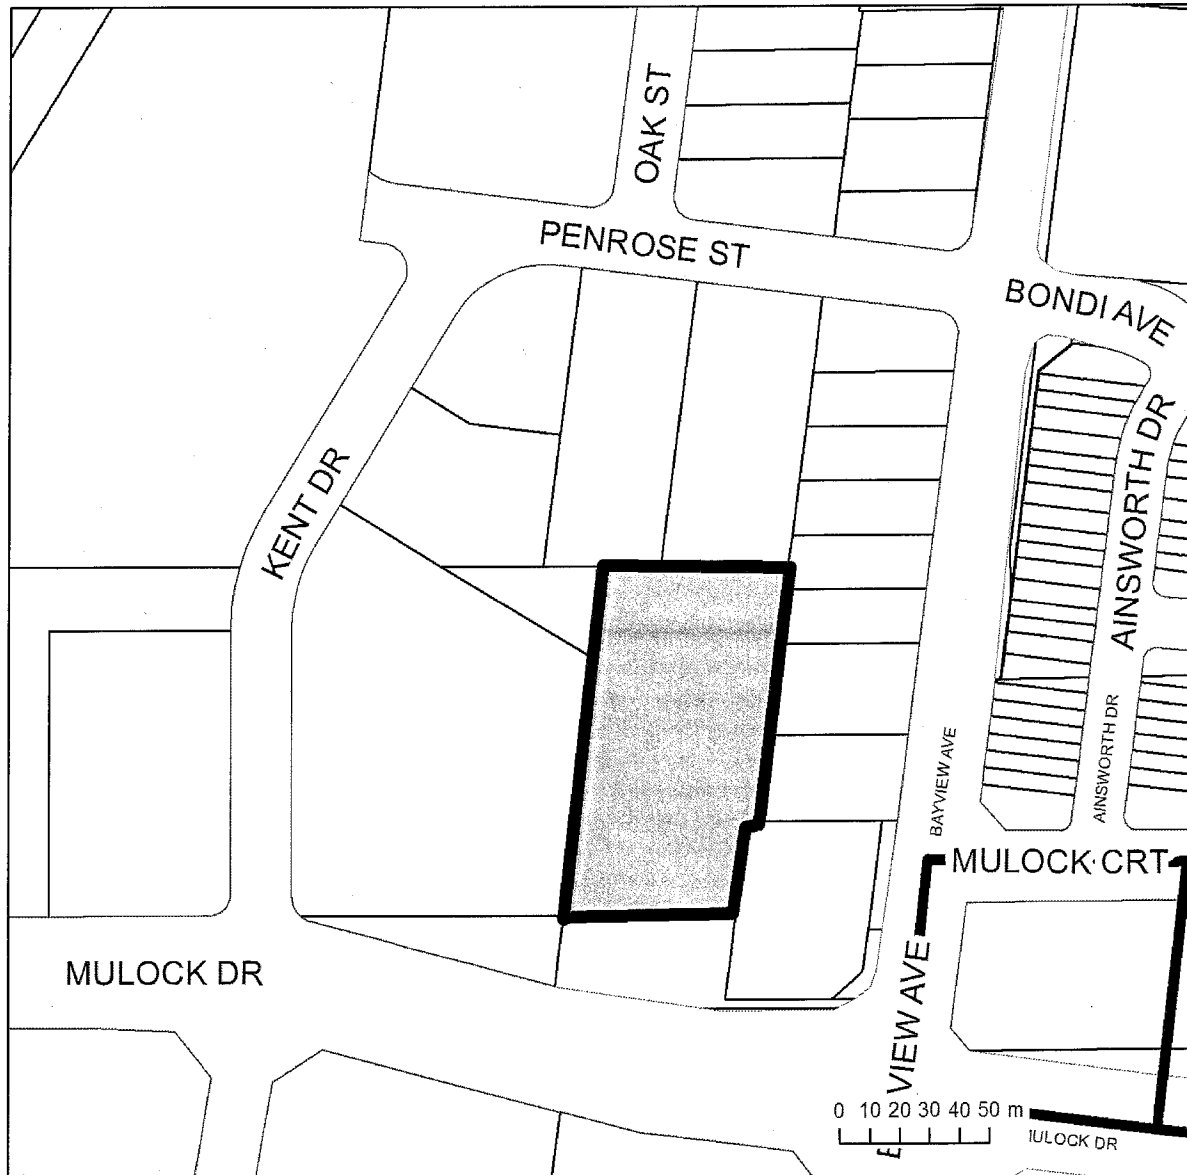 OAK ST
PENROSE ST
BONDI AVE
AINSWORTH DR
KENT DR
AINSWORTH DR
BAYVIEW AVE
MULOCK CRT
MULOCK DR
VIEW AVE
0 10 20 30 40 50 m
DR